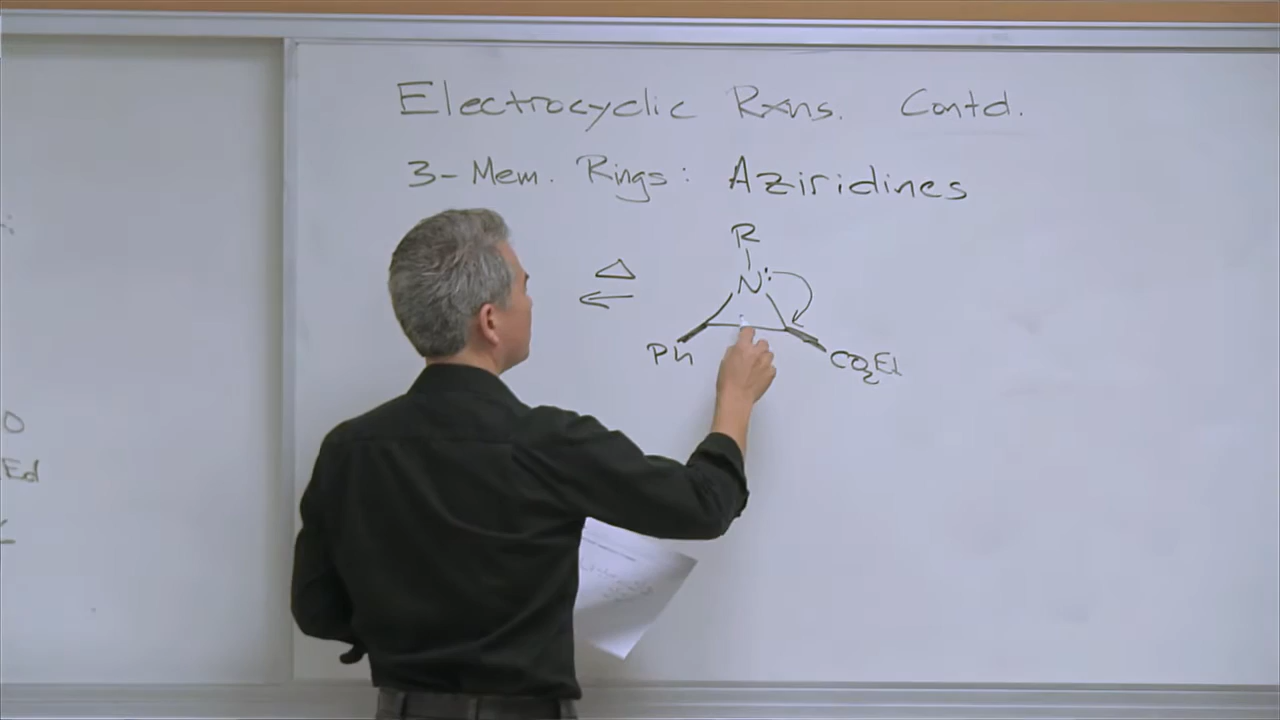 Electrocyclic Rxns. Contd.
3-Mem. Rings: Aziridines
R
N:
Ph
CO₂Et
O